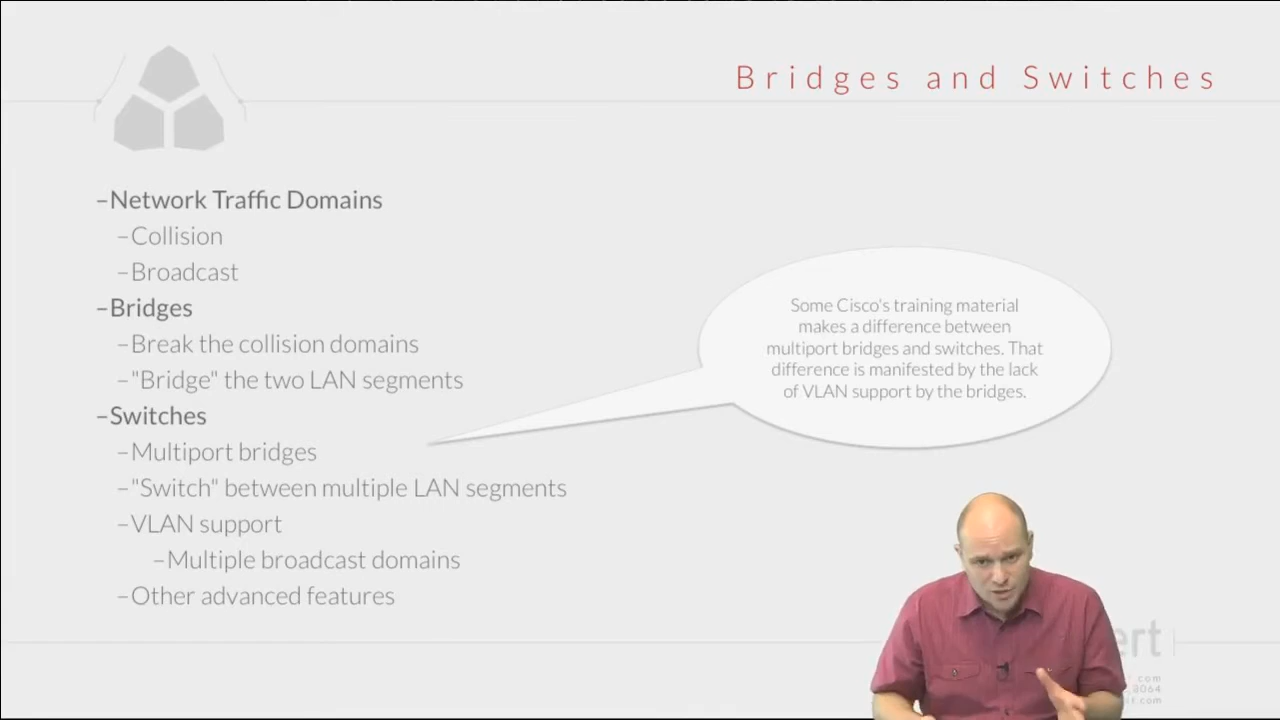 Bridges and Switches
–Network Traffic Domains
–Collision
–Broadcast
–Bridges
–Break the collision domains
–"Bridge" the two LAN segments
–Switches
–Multiport bridges
–"Switch" between multiple LAN segments
–VLAN support
–Multiple broadcast domains
–Other advanced features
Some Cisco's training material
makes a difference between
multiport bridges and switches. That
difference is manifested by the lack
of VLAN support by the bridges.